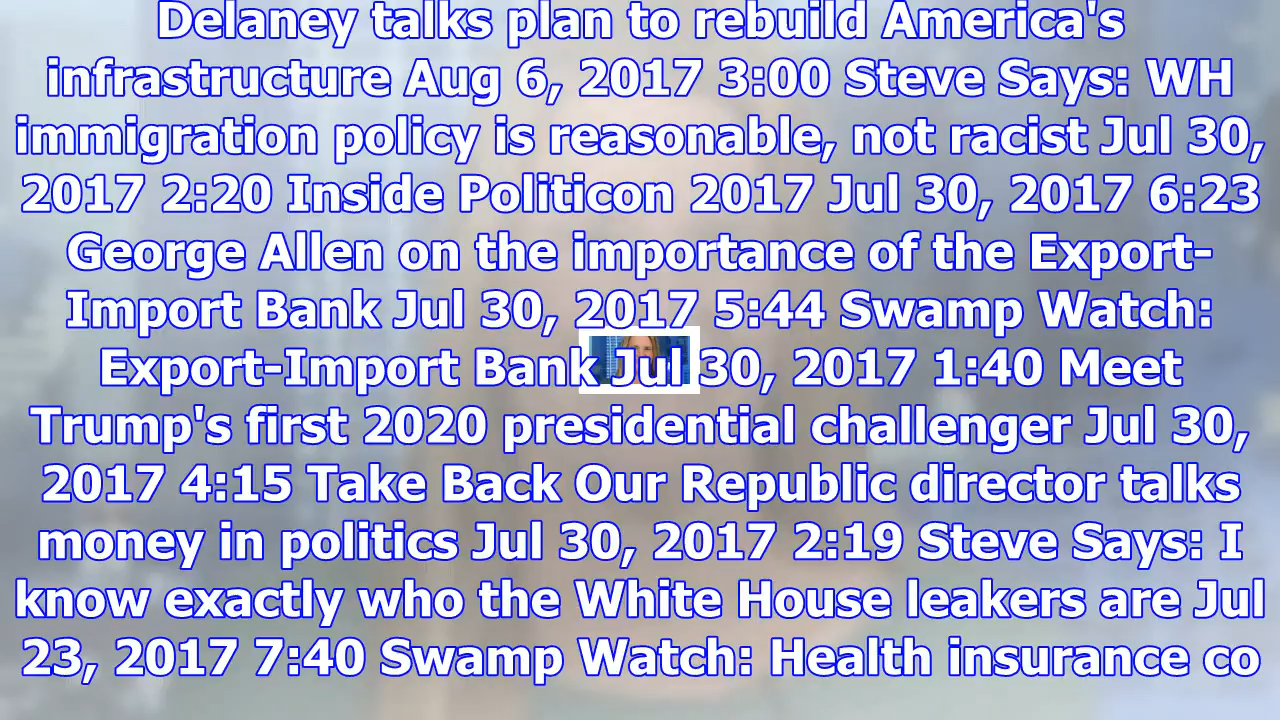 Delaney talks plan to rebuild America's
infrastructure Aug 6, 2017 3:00 Steve Says: WH
immigration policy is reasonable, not racist Jul 30,
2017 2:20 Inside Politicon 2017 Jul 30, 2017 6:23
George Allen on the importance of the Export-
Import Bank Jul 30, 2017 5:44 Swamp Watch:
Export-Import Bank Jul 30, 2017 1:40 Meet
Trump's first 2020 presidential challenger Jul 30,
2017 4:15 Take Back Our Republic director talks
money in politics Jul 30, 2017 2:19 Steve Says: I
know exactly who the White House leakers are Jul
23, 2017 7:40 Swamp Watch: Health insurance co